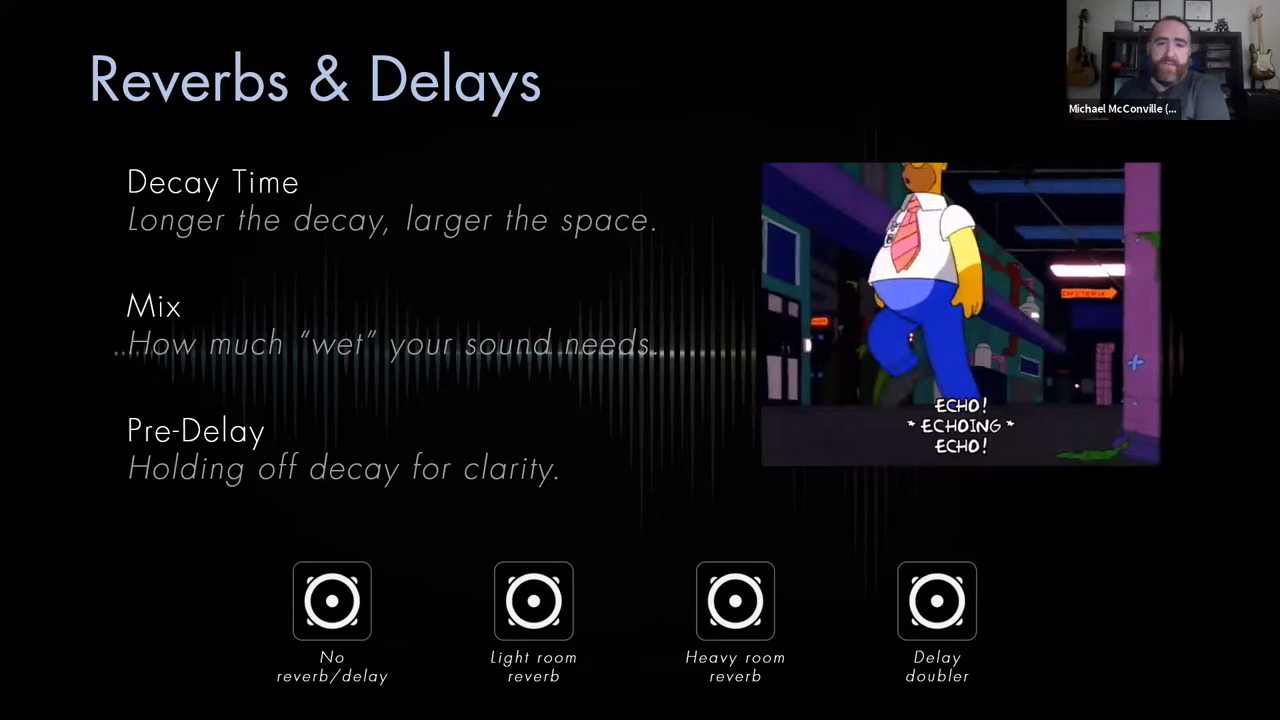 Reverbs & Delays
Michael McConville (...
Decay Time
Longer the decay, larger the space.
Mix
How much “wet” your sound needs.
Pre-Delay
Holding off decay for clarity.
CAFETERIA
ECHO!
* ECHOING *
ECHO!
No
reverb/delay
Light room
reverb
Heavy room
reverb
Delay
doubler